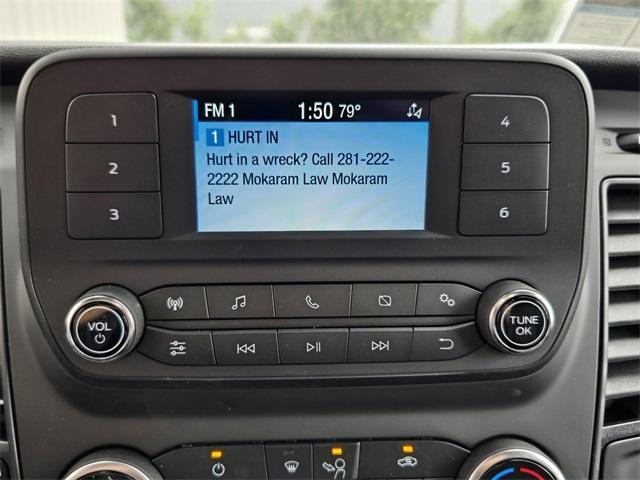 FM 1 1:50 79°
1 HURT IN
Hurt in a wreck? Call 281-222-
2222 Mokaram Law Mokaram
Law
1
2
3
4
5
6
VOL
TUNE
OK